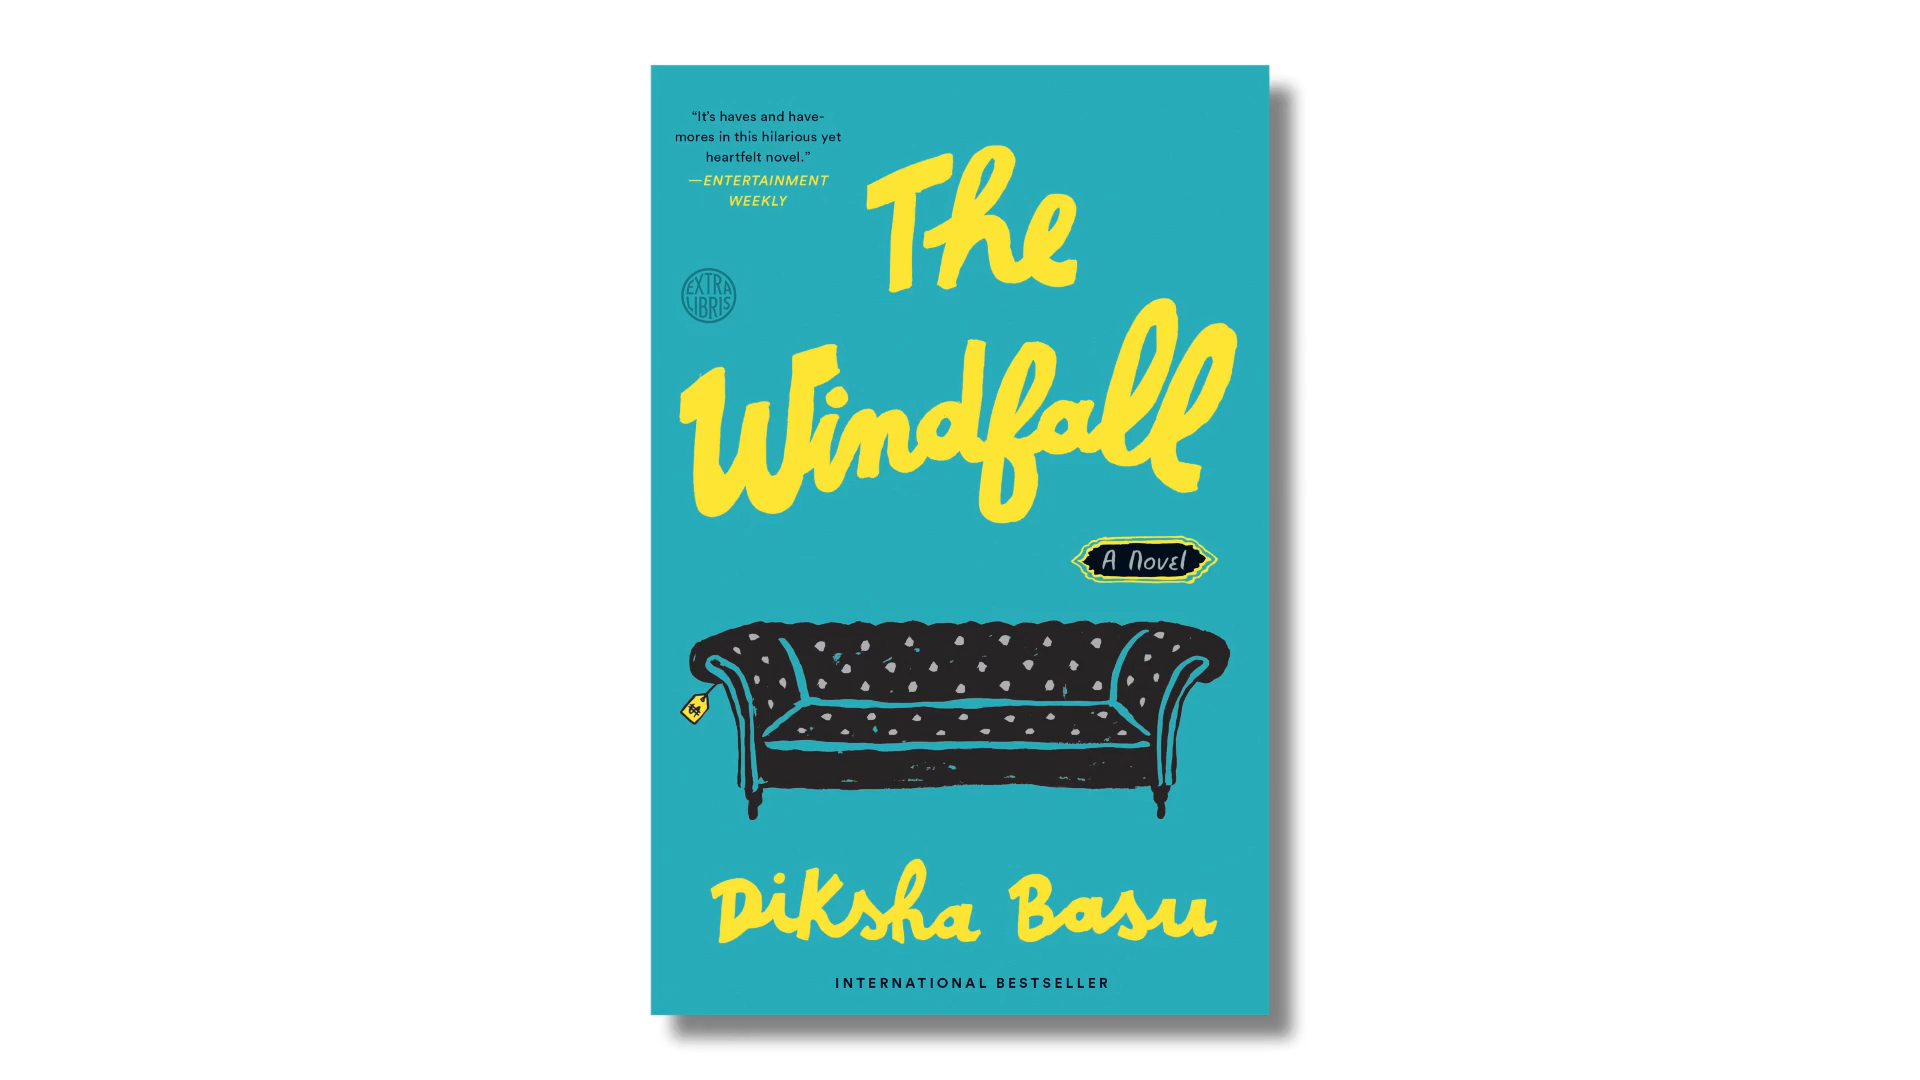 “It’s haves and have-
mores in this hilarious yet
heartfelt novel.”
—ENTERTAINMENT
WEEKLY
The
EXTRA
LIBRIS
Windfall
A Novel
Diksha Basu
INTERNATIONAL BESTSELLER